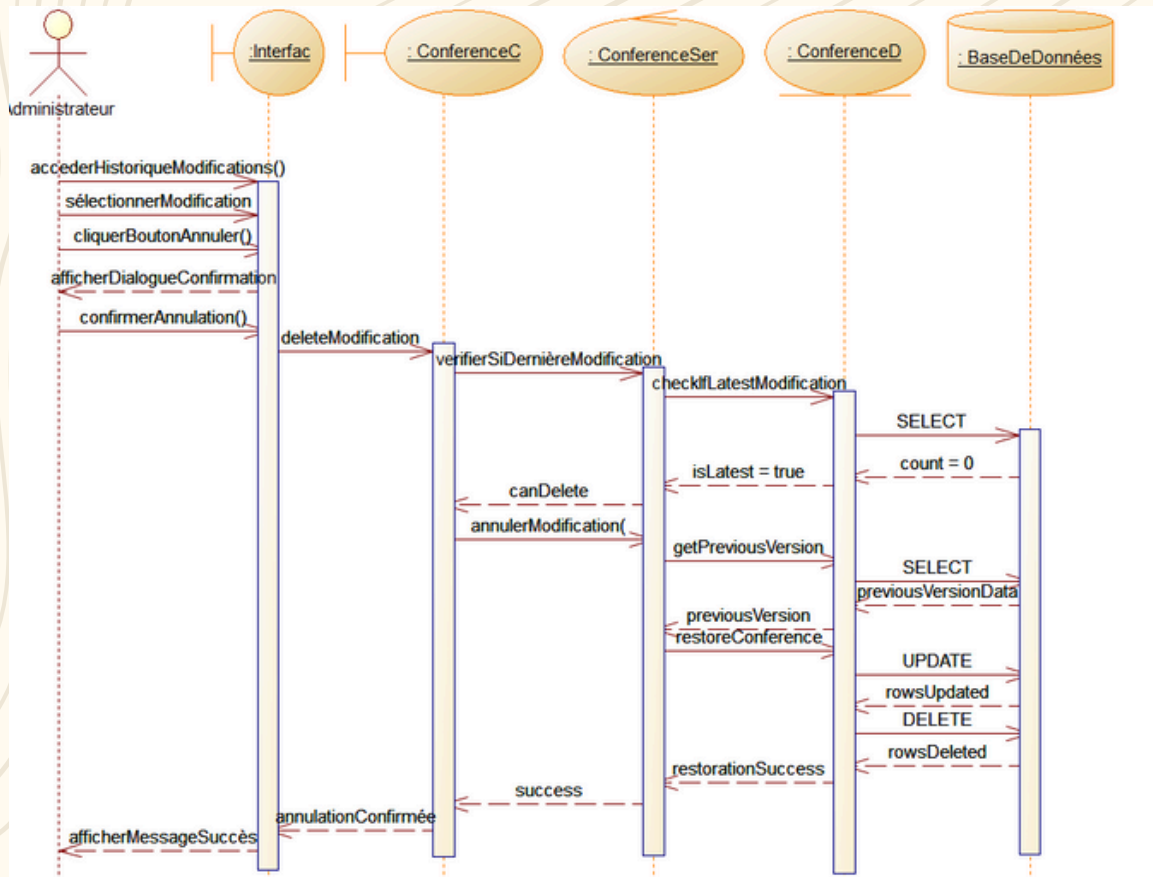 :Interfac
: ConferenceC
: ConferenceSer
: ConferenceD
: BaseDeDonnées
dministrateur
accederHistoriqueModifications()
sélectionnerModification
cliquerBoutonAnnuler()
afficherDialogueConfirmation
confirmerAnnulation()
deleteModification
verifierSiDernièreModification
checkIfLatestModification
SELECT
count = 0
isLatest = true
canDelete
annulerModification(
getPreviousVersion
SELECT
previousVersionData
previousVersion
restoreConference
UPDATE
rowsUpdated
DELETE
rowsDeleted
restorationSuccess
success
annulationConfirmée
afficherMessageSuccès